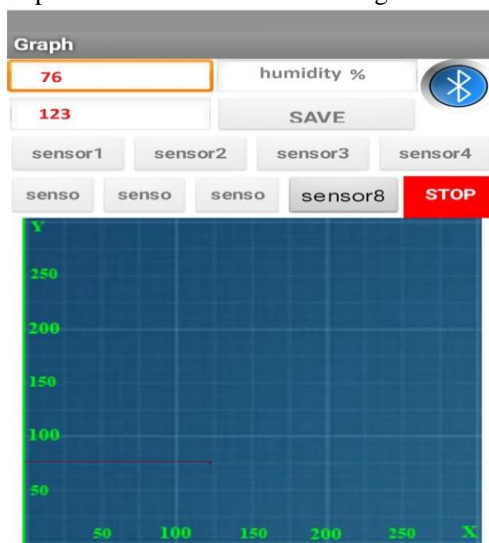 Graph
76 humidity %
123 SAVE
sensor1 sensor2 sensor3 sensor4
senso senso senso sensor8 STOP
Y
250
200
150
100
50
50 100 150 200 250 X